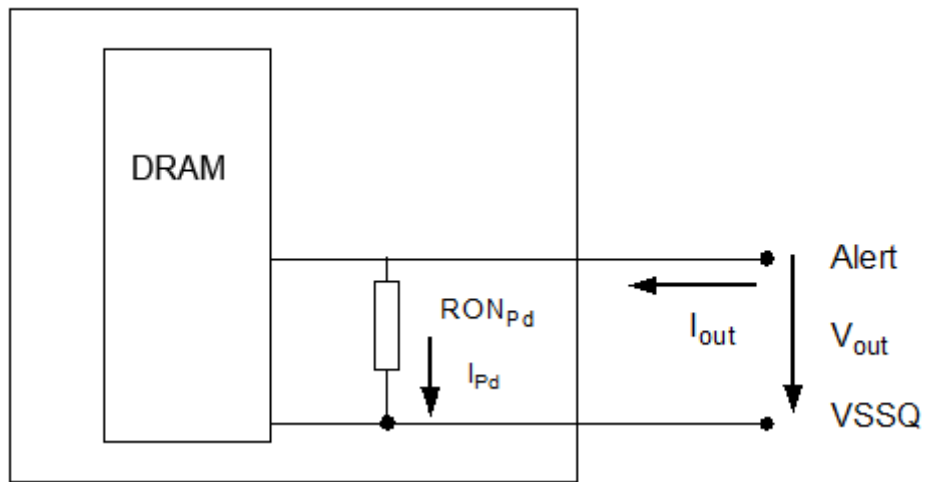 DRAM
Alert
RON_Pd
I_out
V_out
I_Pd
VSSQ